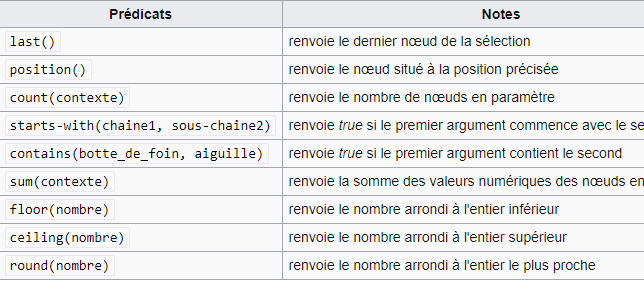 Prédicats Notes
last() renvoie le dernier nœud de la sélection
position() renvoie le nœud situé à la position précisée
count(contexte) renvoie le nombre de nœuds en paramètre
starts-with(chaine1, sous-chaine2) renvoie true si le premier argument commence avec le se
contains(botte_de_foin, aiguille) renvoie true si le premier argument contient le second
sum(contexte) renvoie la somme des valeurs numériques des nœuds en
floor(nombre) renvoie le nombre arrondi à l'entier inférieur
ceiling(nombre) renvoie le nombre arrondi à l'entier supérieur
round(nombre) renvoie le nombre arrondi à l'entier le plus proche